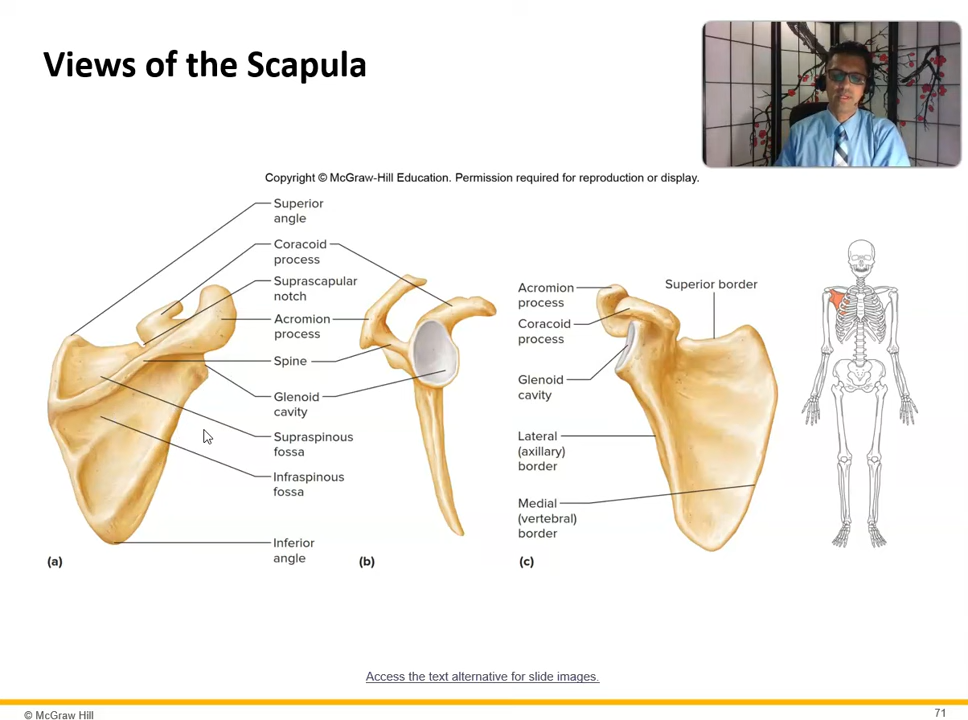 Views of the Scapula
Copyright © McGraw-Hill Education. Permission required for reproduction or display.
Superior
angle
Coracoid
process
Suprascapular
notch
Acromion
process
Spine
Glenoid
cavity
Supraspinous
fossa
Infraspinous
fossa
Inferior
angle
(a)
(b)
Acromion
process
Coracoid
process
Glenoid
cavity
Lateral
(axillary)
border
Medial
(vertebral)
border
Superior border
(c)
Access the text alternative for slide images.
© McGraw Hill
71